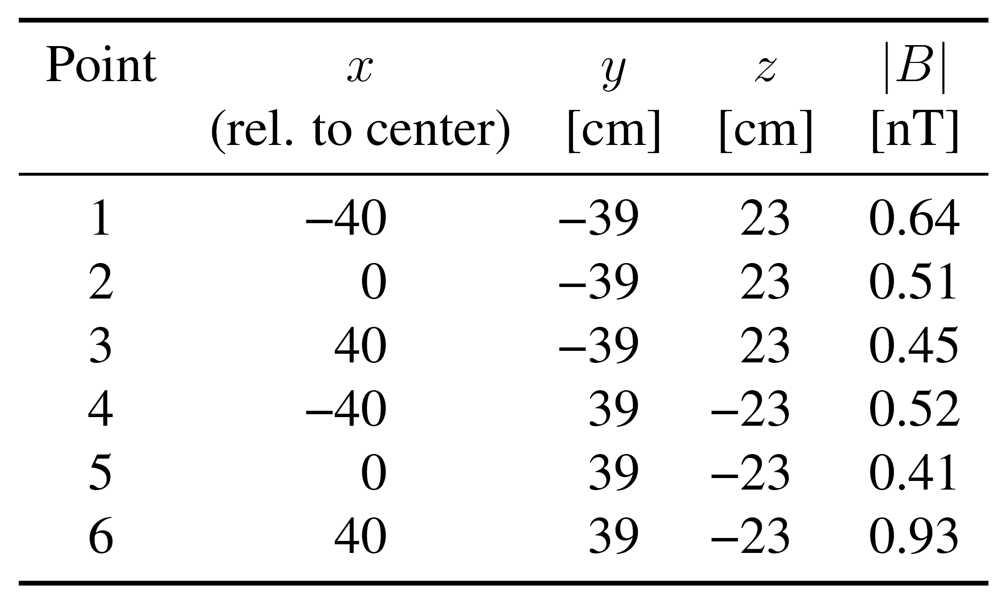 Point x y z |B|
(rel. to center) [cm] [cm] [nT]
1 −40 −39 23 0.64
2 0 −39 23 0.51
3 40 −39 23 0.45
4 −40 39 −23 0.52
5 0 39 −23 0.41
6 40 39 −23 0.93